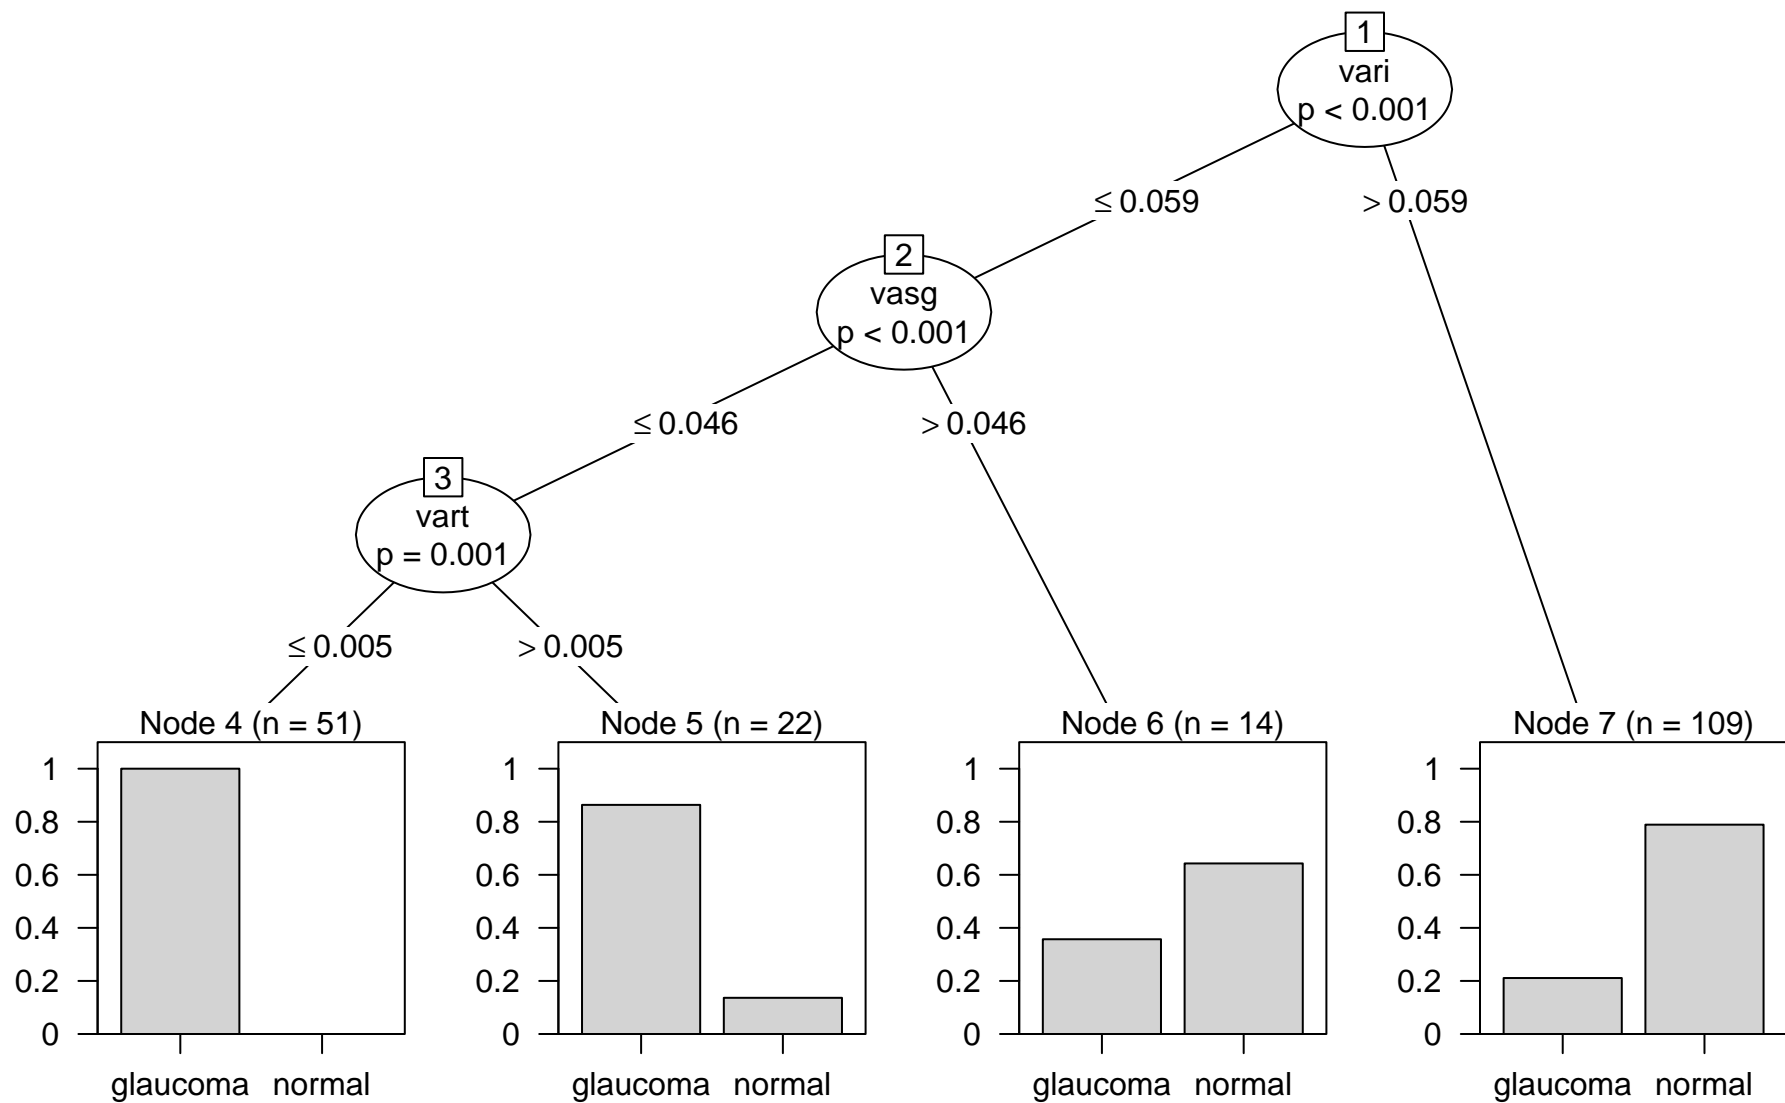 1
vari
p < 0.001
≤ 0.059
> 0.059
2
vasg
p < 0.001
≤ 0.046
> 0.046
3
vart
p = 0.001
≤ 0.005
> 0.005
Node 4 (n = 51)
1
0.8
0.6
0.4
0.2
0
glaucoma normal
Node 5 (n = 22)
1
0.8
0.6
0.4
0.2
0
glaucoma normal
Node 6 (n = 14)
1
0.8
0.6
0.4
0.2
0
glaucoma normal
Node 7 (n = 109)
1
0.8
0.6
0.4
0.2
0
glaucoma normal